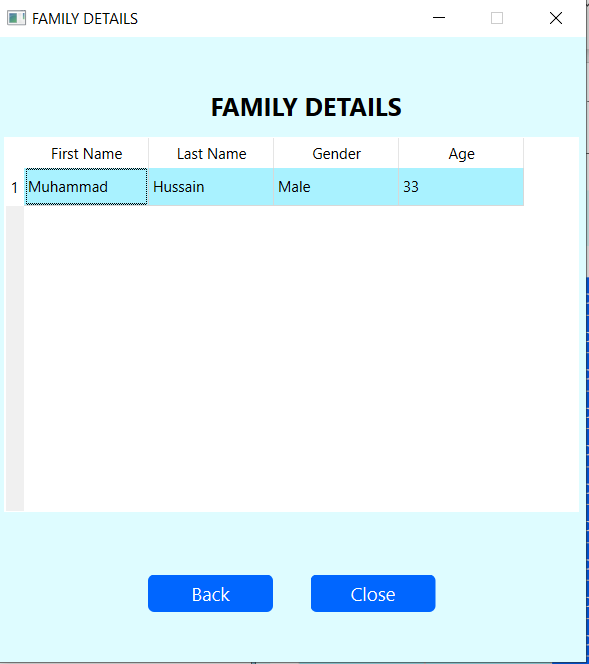 FAMILY DETAILS
FAMILY DETAILS
First Name Last Name Gender Age
1 Muhammad Hussain Male 33
Back Close